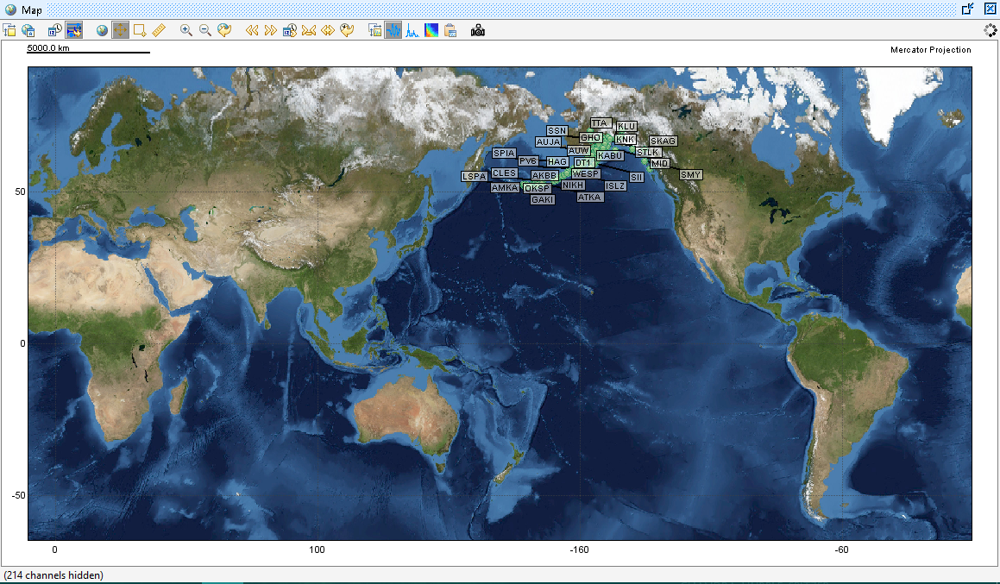 Map
5000.0 km
Mercator Projection
TTA
KLU
SSN
GHO
KNK
AUJA
SKAG
SPIA
AUW
STLK
PV6
HAG
DT1
KABU
MID
LSPA
CLES
AKBB
WESP
SII
SMY
AMKA
OKSP
NIKH
ISLZ
GAKI
ATKA
50
0
-50
0
100
-160
-60
(214 channels hidden)